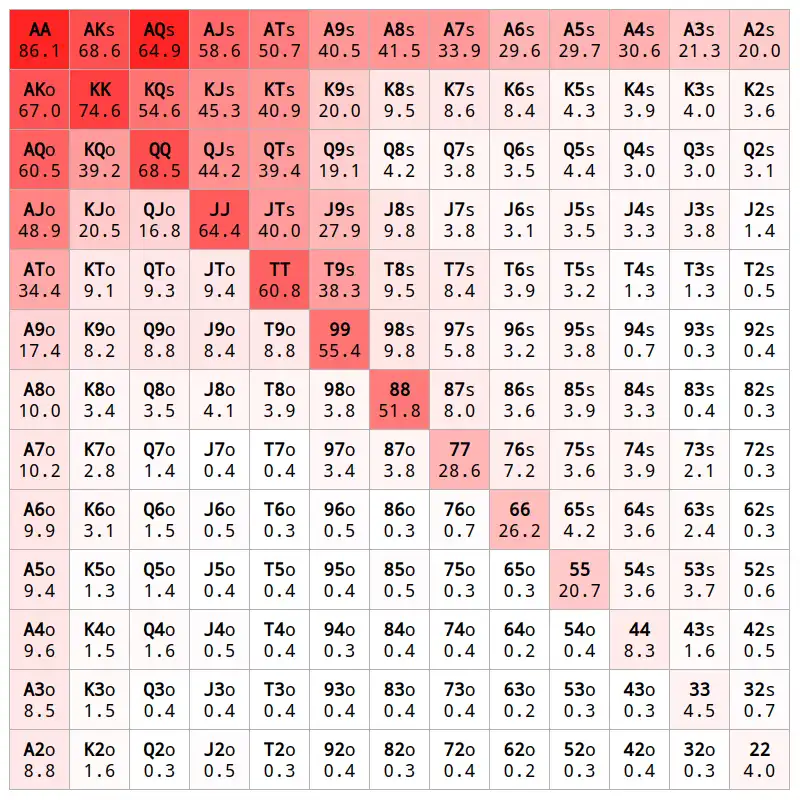 AA AKs AQs AJs ATs A9s A8s A7s A6s A5s A4s A3s A2s
86.1 68.6 64.9 58.6 50.7 40.5 41.5 33.9 29.6 29.7 30.6 21.3 20.0
AKo KK KQs KJs KTs K9s K8s K7s K6s K5s K4s K3s K2s
67.0 74.6 54.6 45.3 40.9 20.0 9.5 8.6 8.4 4.3 3.9 4.0 3.6
AQo KQo QQ QJs QTs Q9s Q8s Q7s Q6s Q5s Q4s Q3s Q2s
60.5 39.2 68.5 44.2 39.4 19.1 4.2 3.8 3.5 4.4 3.0 3.0 3.1
AJo KJo QJo JJ JTs J9s J8s J7s J6s J5s J4s J3s J2s
48.9 20.5 16.8 64.4 40.0 27.9 9.8 3.8 3.1 3.5 3.3 3.8 1.4
ATo KTo QTo JTo TT T9s T8s T7s T6s T5s T4s T3s T2s
34.4 9.1 9.3 9.4 60.8 38.3 9.5 8.4 3.9 3.2 1.3 1.3 0.5
A9o K9o Q9o J9o T9o 99 98s 97s 96s 95s 94s 93s 92s
17.4 8.2 8.8 8.4 8.8 55.4 9.8 5.8 3.2 3.8 0.7 0.3 0.4
A8o K8o Q8o J8o T8o 98o 88 87s 86s 85s 84s 83s 82s
10.0 3.4 3.5 4.1 3.9 3.8 51.8 8.0 3.6 3.9 3.3 0.4 0.3
A7o K7o Q7o J7o T7o 97o 87o 77 76s 75s 74s 73s 72s
10.2 2.8 1.4 0.4 0.4 3.4 3.8 28.6 7.2 3.6 3.9 2.1 0.3
A6o K6o Q6o J6o T6o 96o 86o 76o 66 65s 64s 63s 62s
9.9 3.1 1.5 0.5 0.3 0.5 0.3 0.7 26.2 4.2 3.6 2.4 0.3
A5o K5o Q5o J5o T5o 95o 85o 75o 65o 55 54s 53s 52s
9.4 1.3 1.4 0.4 0.4 0.4 0.5 0.3 0.3 20.7 3.6 3.7 0.6
A4o K4o Q4o J4o T4o 94o 84o 74o 64o 54o 44 43s 42s
9.6 1.5 1.6 0.5 0.4 0.3 0.4 0.4 0.2 0.4 8.3 1.6 0.5
A3o K3o Q3o J3o T3o 93o 83o 73o 63o 53o 43o 33 32s
8.5 1.5 0.4 0.4 0.4 0.4 0.4 0.4 0.2 0.3 0.3 4.5 0.7
A2o K2o Q2o J2o T2o 92o 82o 72o 62o 52o 42o 32o 22
8.8 1.6 0.3 0.5 0.3 0.4 0.3 0.4 0.2 0.3 0.4 0.3 4.0